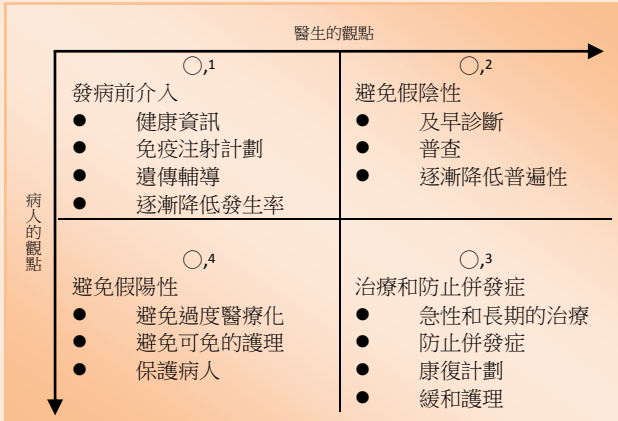 醫生的觀點
病人的觀點
○,1
發病前介入
● 健康資訊
● 免疫注射計劃
● 遺傳輔導
● 逐漸降低發生率
○,2
避免假陰性
● 及早診斷
● 普查
● 逐漸降低普遍性
○,4
避免假陽性
● 避免過度醫療化
● 避免可免的護理
● 保護病人
○,3
治療和防止併發症
● 急性和長期的治療
● 防止併發症
● 康復計劃
● 緩和護理